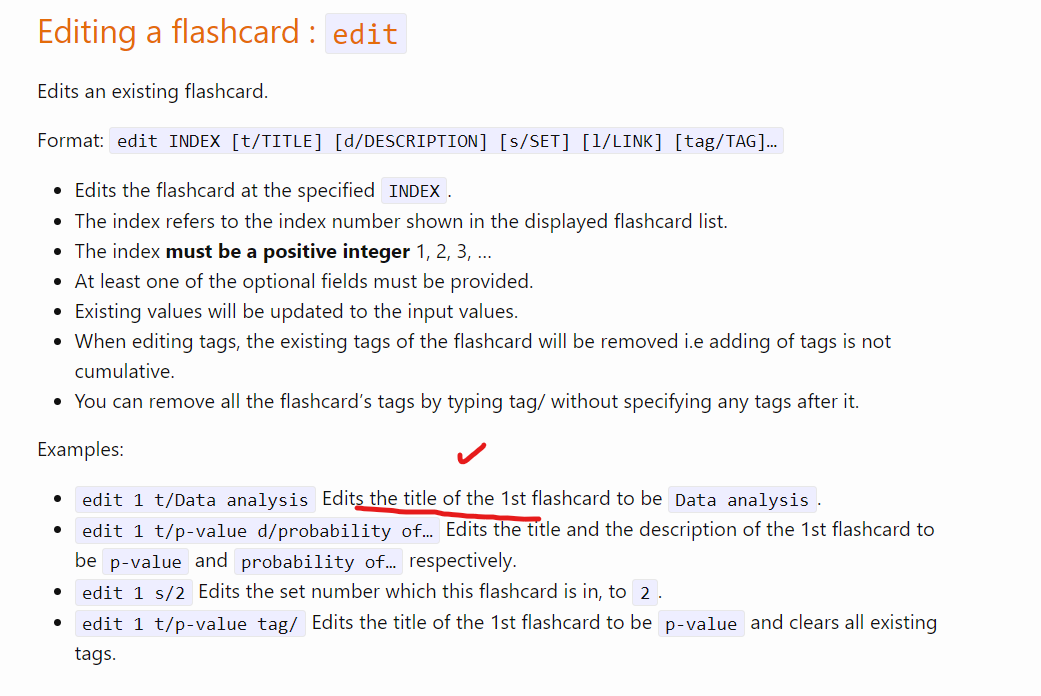 Editing a flashcard : edit
Edits an existing flashcard.
Format: edit INDEX [t/TITLE] [d/DESCRIPTION] [s/SET] [l/LINK] [tag/TAG]…
• Edits the flashcard at the specified INDEX .
• The index refers to the index number shown in the displayed flashcard list.
• The index must be a positive integer 1, 2, 3, …
• At least one of the optional fields must be provided.
• Existing values will be updated to the input values.
• When editing tags, the existing tags of the flashcard will be removed i.e adding of tags is not
cumulative.
• You can remove all the flashcard’s tags by typing tag/ without specifying any tags after it.
Examples:
• edit 1 t/Data analysis Edits the title of the 1st flashcard to be Data analysis .
• edit 1 t/p-value d/probability of… Edits the title and the description of the 1st flashcard to
be p-value and probability of… respectively.
• edit 1 s/2 Edits the set number which this flashcard is in, to 2 .
• edit 1 t/p-value tag/ Edits the title of the 1st flashcard to be p-value and clears all existing
tags.